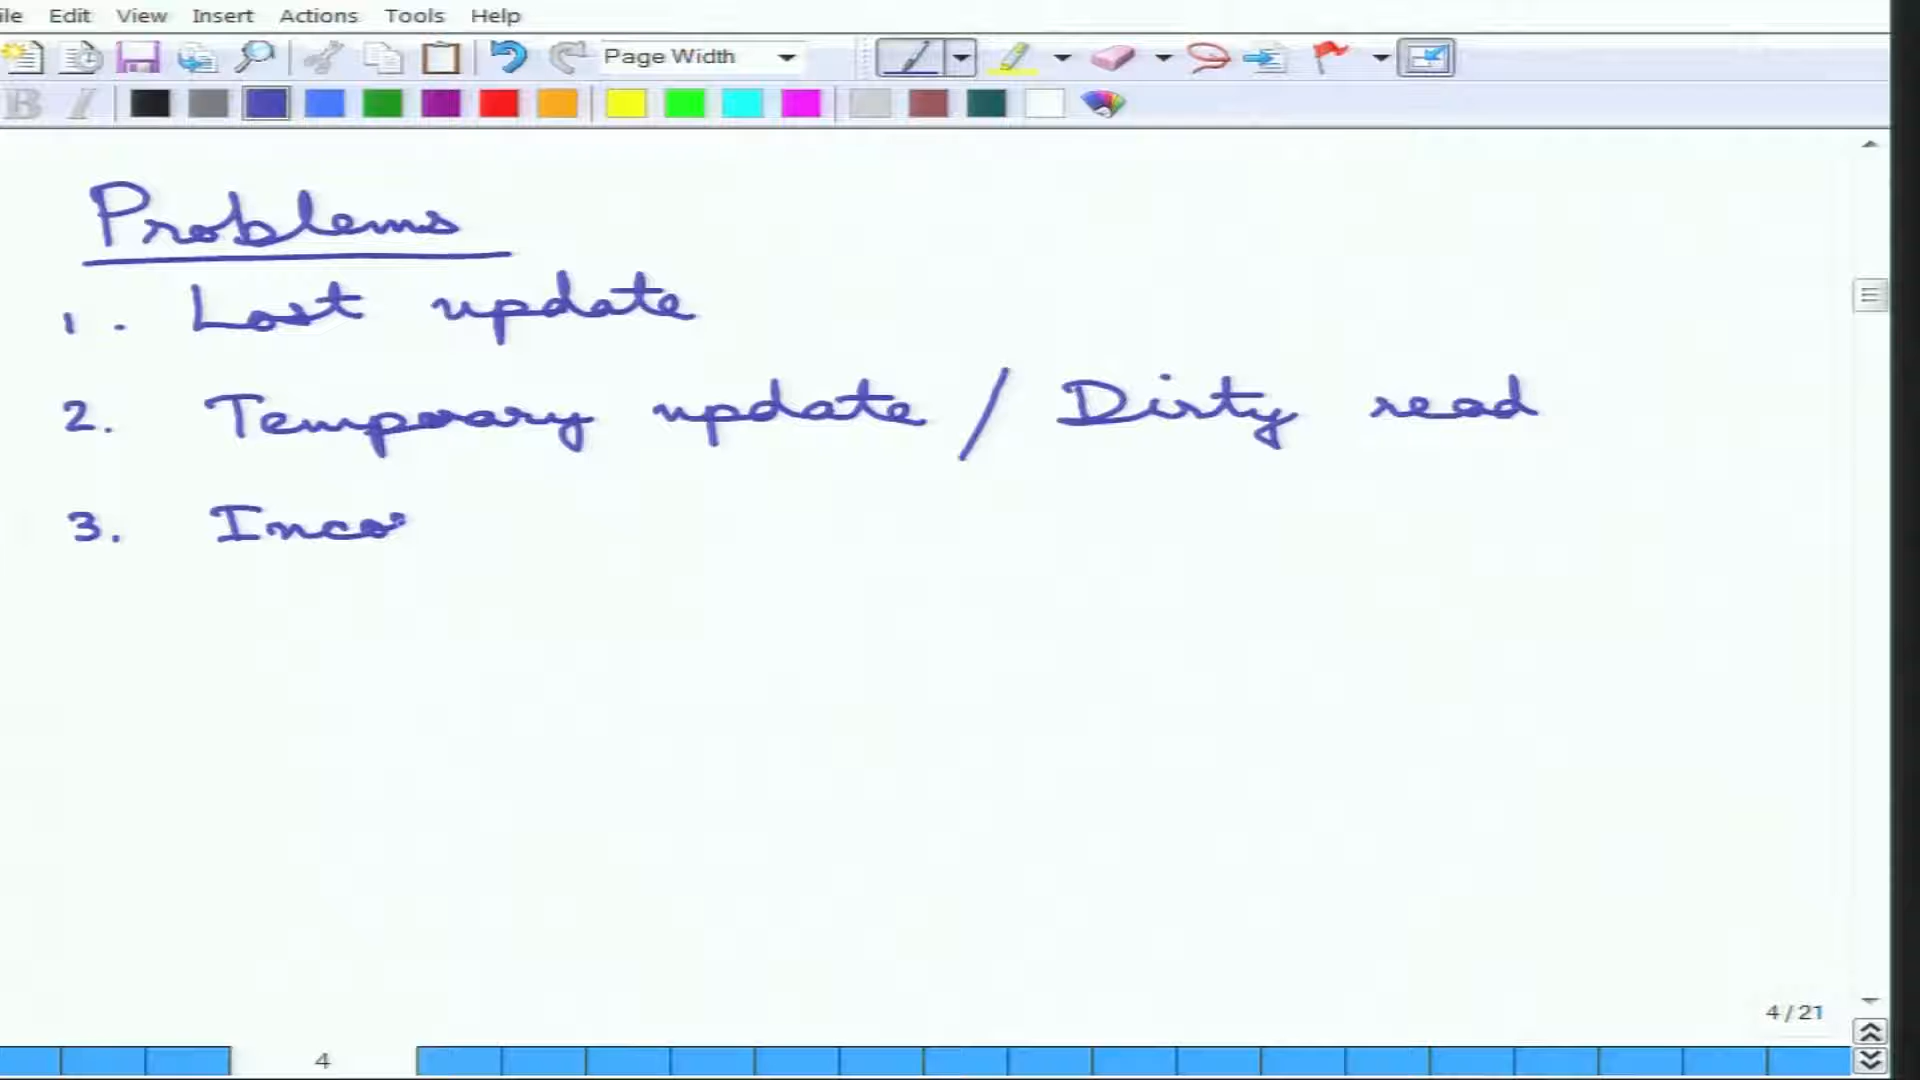 ile Edit View Insert Actions Tools Help
Page Width
B I
Problems
1. Lost update
2. Temporary update / Dirty read
3. Inco
4/21
4